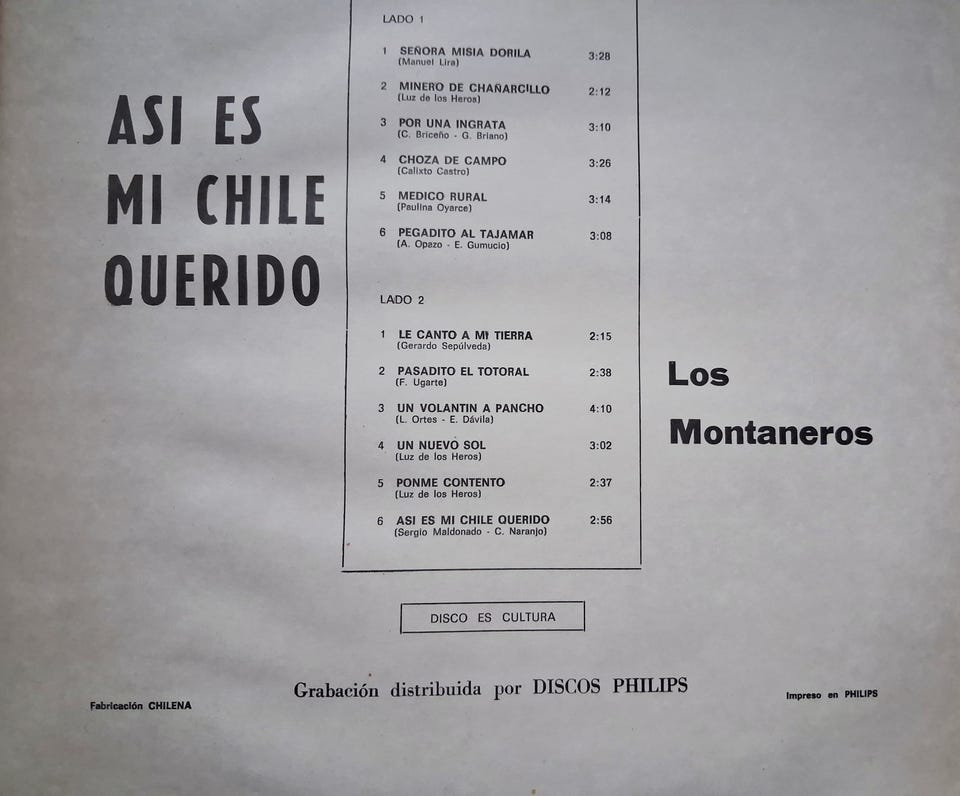 ASI ES
MI CHILE
QUERIDO
LADO 1
1 SEÑORA MISIA DORILA 3:28
(Manuel Lira)
2 MINERO DE CHAÑARCILLO 2:12
(Luz de los Heros)
3 POR UNA INGRATA 3:10
(C. Briceño - G. Briano)
4 CHOZA DE CAMPO 3:26
(Calixto Castro)
5 MEDICO RURAL 3:14
(Paulina Oyarce)
6 PEGADITO AL TAJAMAR 3:08
(A. Opazo - E. Gumucio)
LADO 2
1 LE CANTO A MI TIERRA 2:15
(Gerardo Sepúlveda)
2 PASADITO EL TOTORAL 2:38
(F. Ugarte)
3 UN VOLANTIN A PANCHO 4:10
(L. Ortes - E. Dávila)
4 UN NUEVO SOL 3:02
(Luz de los Heros)
5 PONME CONTENTO 2:37
(Luz de los Heros)
6 ASI ES MI CHILE QUERIDO 2:56
(Sergio Maldonado - C. Naranjo)
Los
Montaneros
DISCO ES CULTURA
Grabación distribuida por DISCOS PHILIPS
Fabricación CHILENA
Impreso en PHILIPS